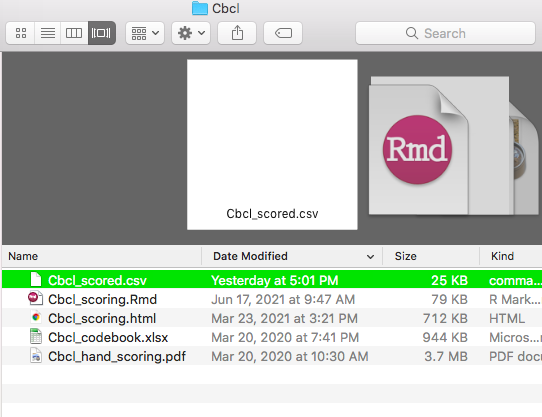 Cbcl
Search
Rmd
Cbcl_scored.csv
Name Date Modified Size Kind
Cbcl_scored.csv Yesterday at 5:01 PM 25 KB comma...
Cbcl_scoring.Rmd Jun 17, 2021 at 9:47 AM 79 KB R Mark...
Cbcl_scoring.html Mar 23, 2021 at 3:21 PM 712 KB HTML
Cbcl_codebook.xlsx Mar 20, 2020 at 7:41 PM 944 KB Micros...
Cbcl_hand_scoring.pdf Mar 20, 2020 at 10:30 AM 3.7 MB PDF docu